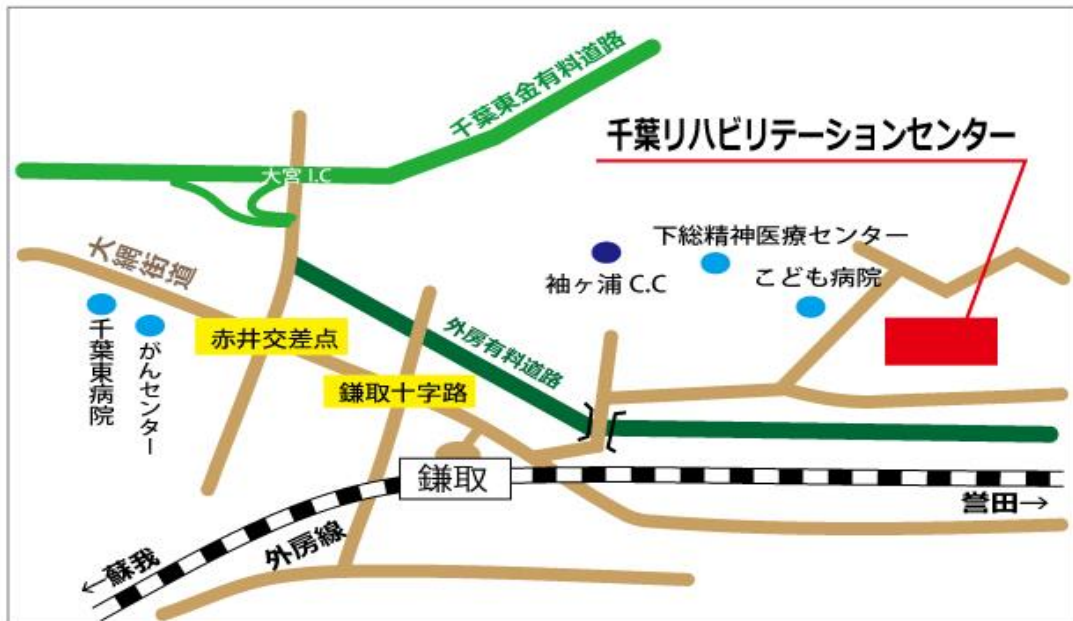 千葉東金有料道路
千葉リハビリテーションセンター
大宮 I.C
下総精神医療センター
大網街道
袖ヶ浦 C.C
こども病院
赤井交差点
外房有料道路
千葉東病院
がんセンター
鎌取十字路
鎌取
誉田→
外房線
←蘇我